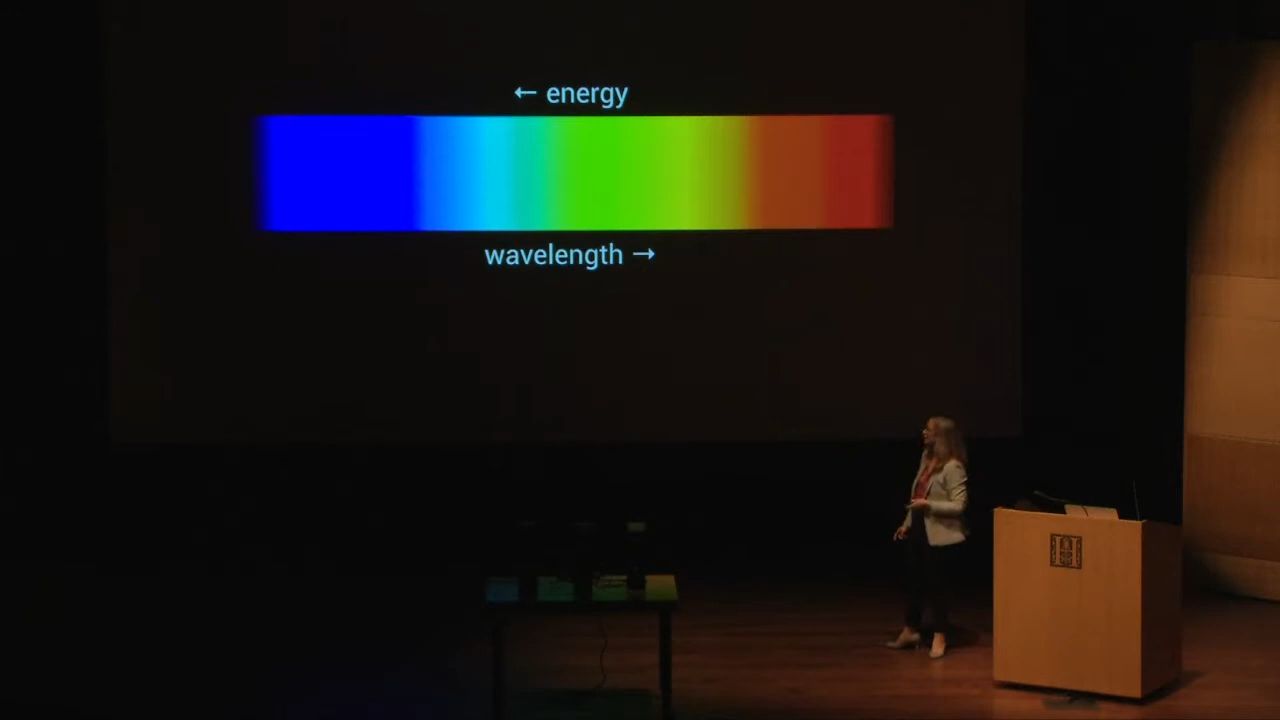 ← energy
wavelength →